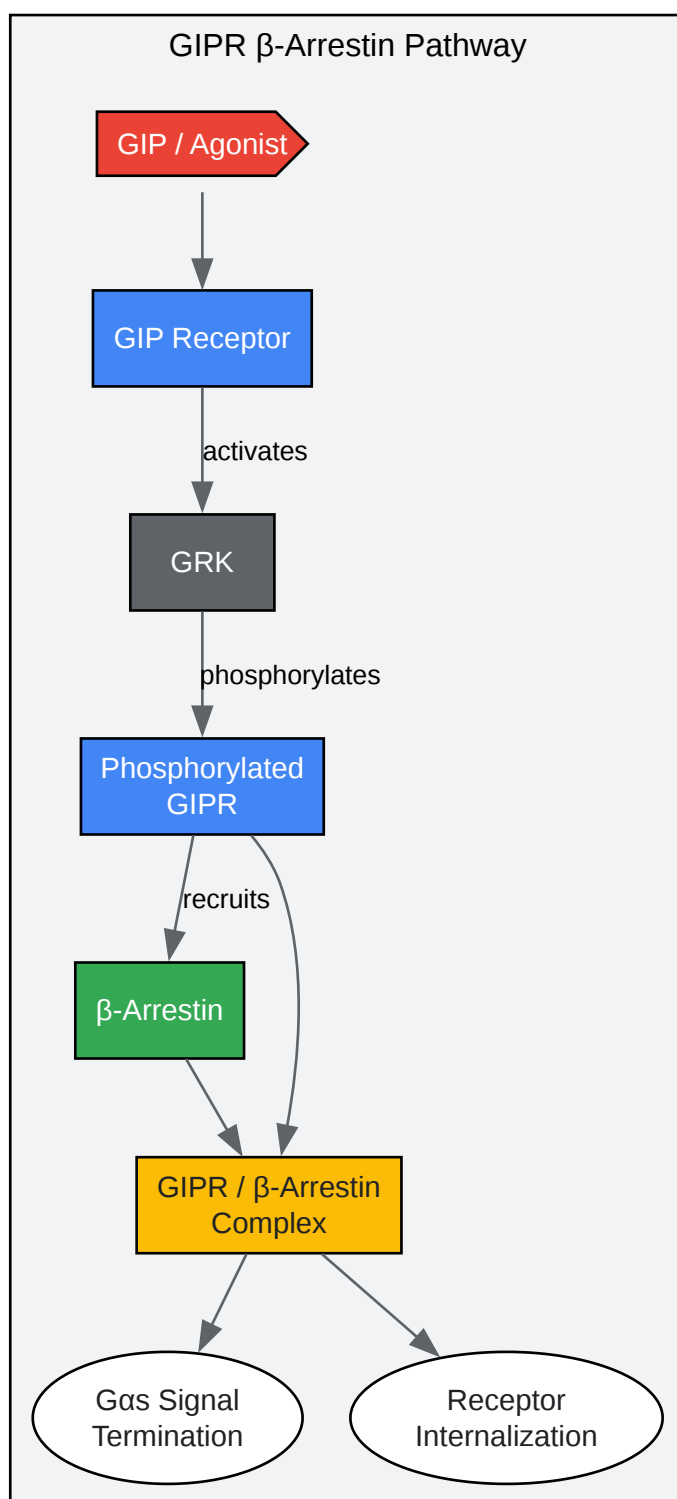 GIPR β-Arrestin Pathway
GIP / Agonist
GIP Receptor
activates
GRK
phosphorylates
Phosphorylated
GIPR
recruits
β-Arrestin
GIPR / β-Arrestin
Complex
Gαs Signal
Termination
Receptor
Internalization